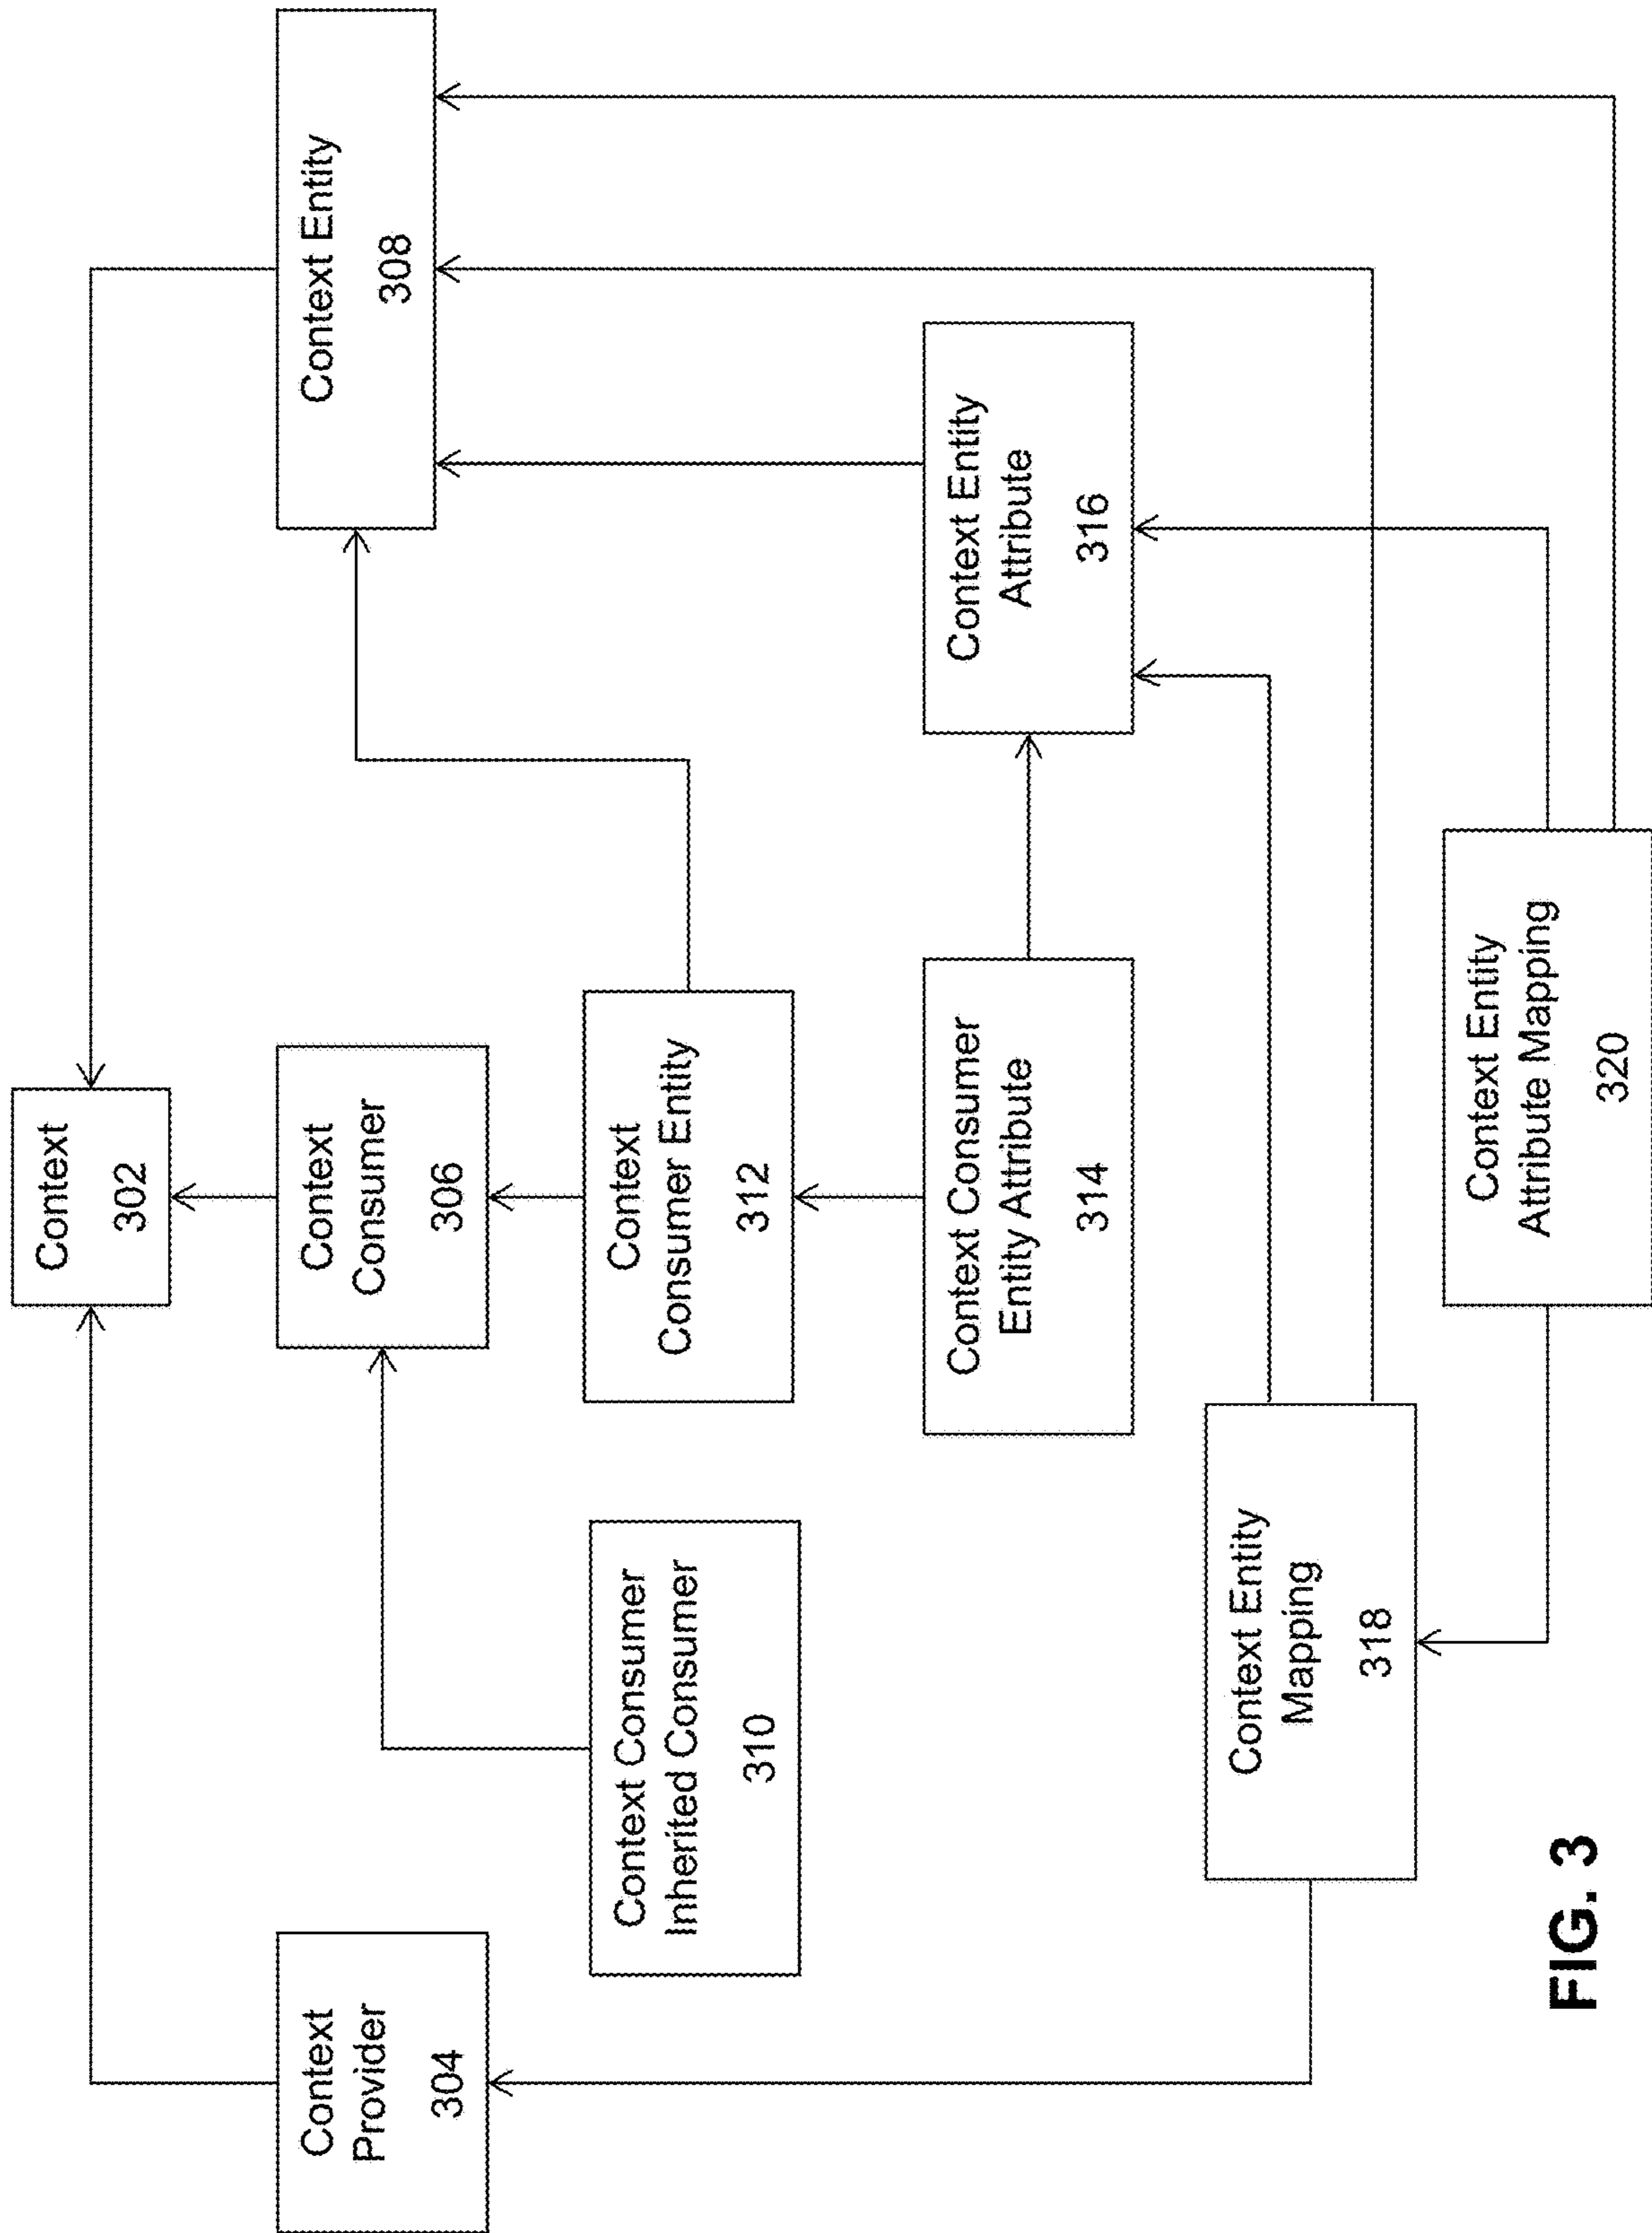 Context
302
Context
Provider
304
Context
Consumer
306
Context Entity
308
Context Consumer
Inherited Consumer
310
Context
Consumer Entity
312
Context Consumer
Entity Attribute
314
Context Entity
Attribute
316
Context Entity
Mapping
318
Context Entity
Attribute Mapping
320
FIG. 3